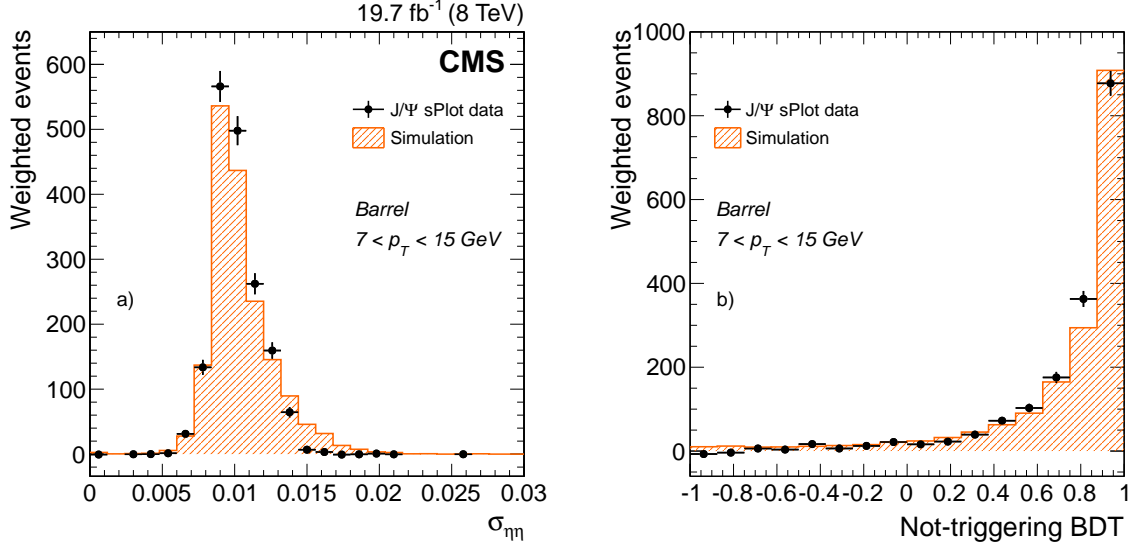 19.7 fb-1 (8 TeV)
CMS
Weighted events
600
500
400
300
200
100
0
J/Ψ sPlot data
Simulation
Barrel
7 < pT < 15 GeV
a)
0 0.005 0.01 0.015 0.02 0.025 0.03
σηη
Weighted events
1000
800
600
400
200
0
J/Ψ sPlot data
Simulation
Barrel
7 < pT < 15 GeV
b)
-1 -0.8 -0.6 -0.4 -0.2 0 0.2 0.4 0.6 0.8 1
Not-triggering BDT